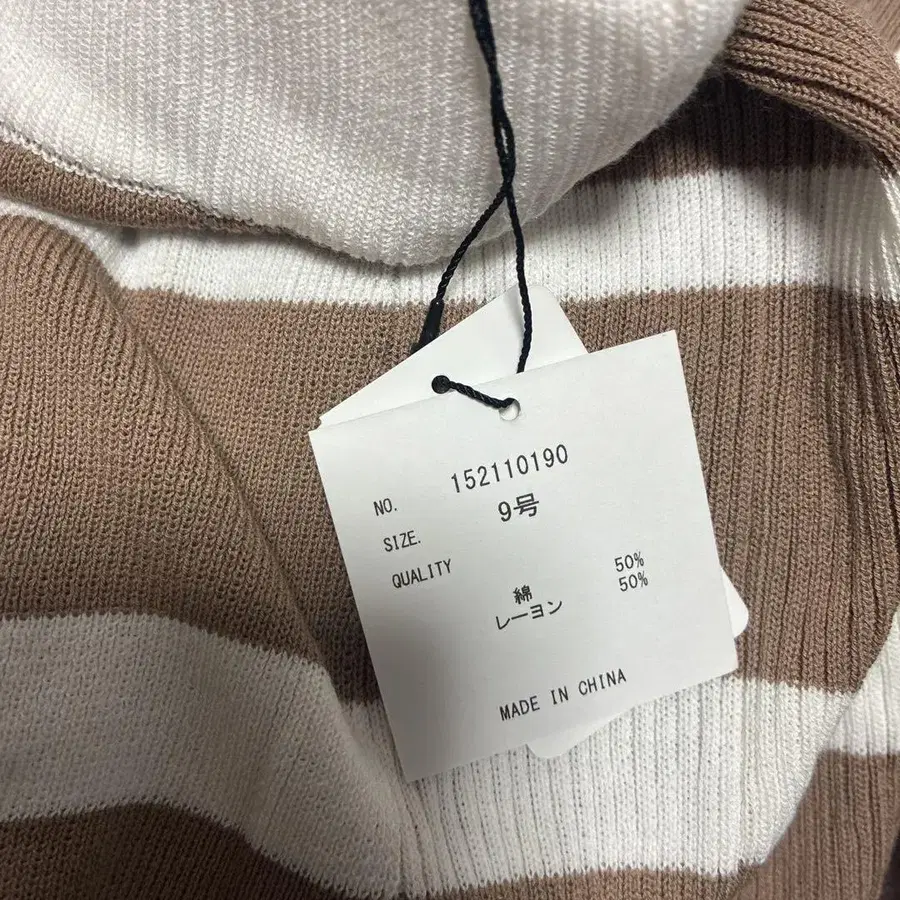 NO. 152110190
SIZE. 9号
QUALITY
綿 50%
レーヨン 50%
MADE IN CHINA